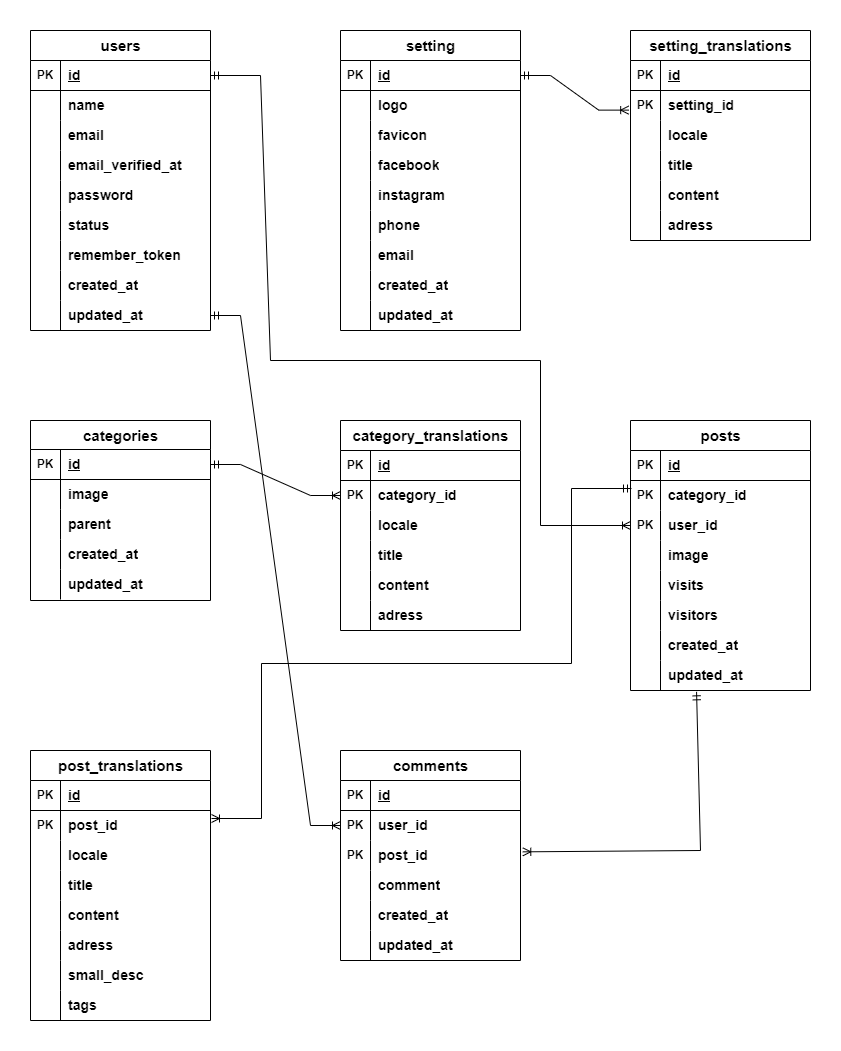 users
PK id
name
email
email_verified_at
password
status
remember_token
created_at
updated_at
setting
PK id
logo
favicon
facebook
instagram
phone
email
created_at
updated_at
setting_translations
PK id
PK setting_id
locale
title
content
adress
categories
PK id
image
parent
created_at
updated_at
category_translations
PK id
PK category_id
locale
title
content
adress
posts
PK id
PK category_id
PK user_id
image
visits
visitors
created_at
updated_at
post_translations
PK id
PK post_id
locale
title
content
adress
small_desc
tags
comments
PK id
PK user_id
PK post_id
comment
created_at
updated_at